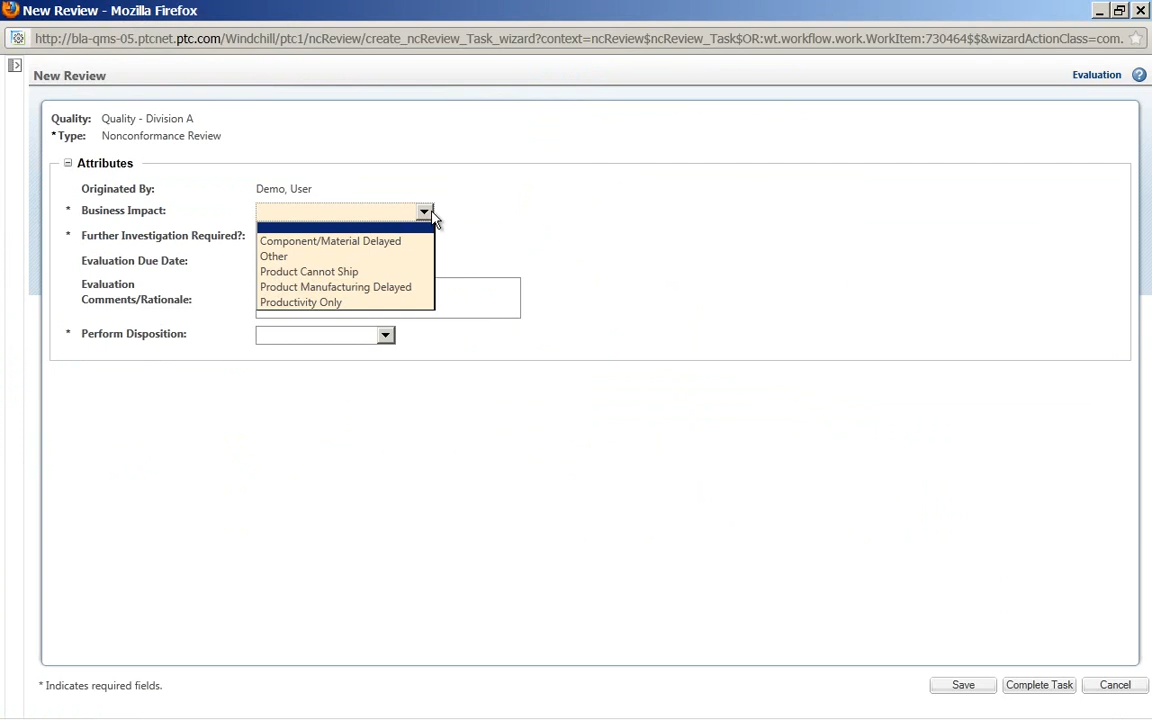 New Review - Mozilla Firefox
http://bla-qms-05.ptcnet.ptc.com/Windchill/ptc1/ncReview/create_ncReview_Task_wizard?context=ncReview$ncReview_Task$OR:wt.workflow.work.WorkItem:730464$$&wizardActionClass=com.
New Review
Evaluation
Quality: Quality - Division A
* Type: Nonconformance Review
Attributes
Originated By: Demo, User
* Business Impact:
* Further Investigation Required?:
Component/Material Delayed
Evaluation Due Date:
Other
Product Cannot Ship
Evaluation
Comments/Rationale:
Product Manufacturing Delayed
Productivity Only
* Perform Disposition:
* Indicates required fields.
Save
Complete Task
Cancel